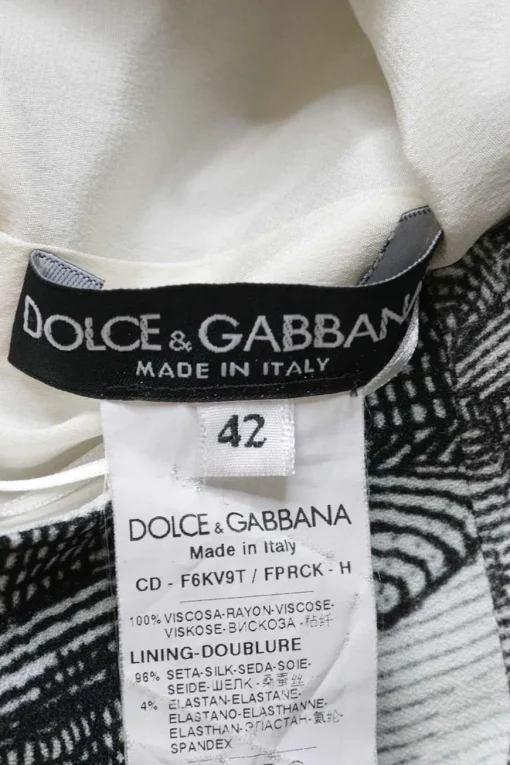 DOLCE & GABBANA
MADE IN ITALY
42
DOLCE & GABBANA
Made in Italy
CD - F6KV9T / FPRCK - H
100% VISCOSA-RAYON-VISCOSE-
VISKOSE-ВИСКОЗА-粘纤
LINING-DOUBLURE
96% SETA-SILK-SEDA-SOIE-
SEIDE-ШЕЛК-桑蚕丝
4% ELASTAN-ELASTANE-
ELASTANO-ELASTHANNE-
ELASTHAN-ЭЛАСТАН-氨纶-
SPANDEX